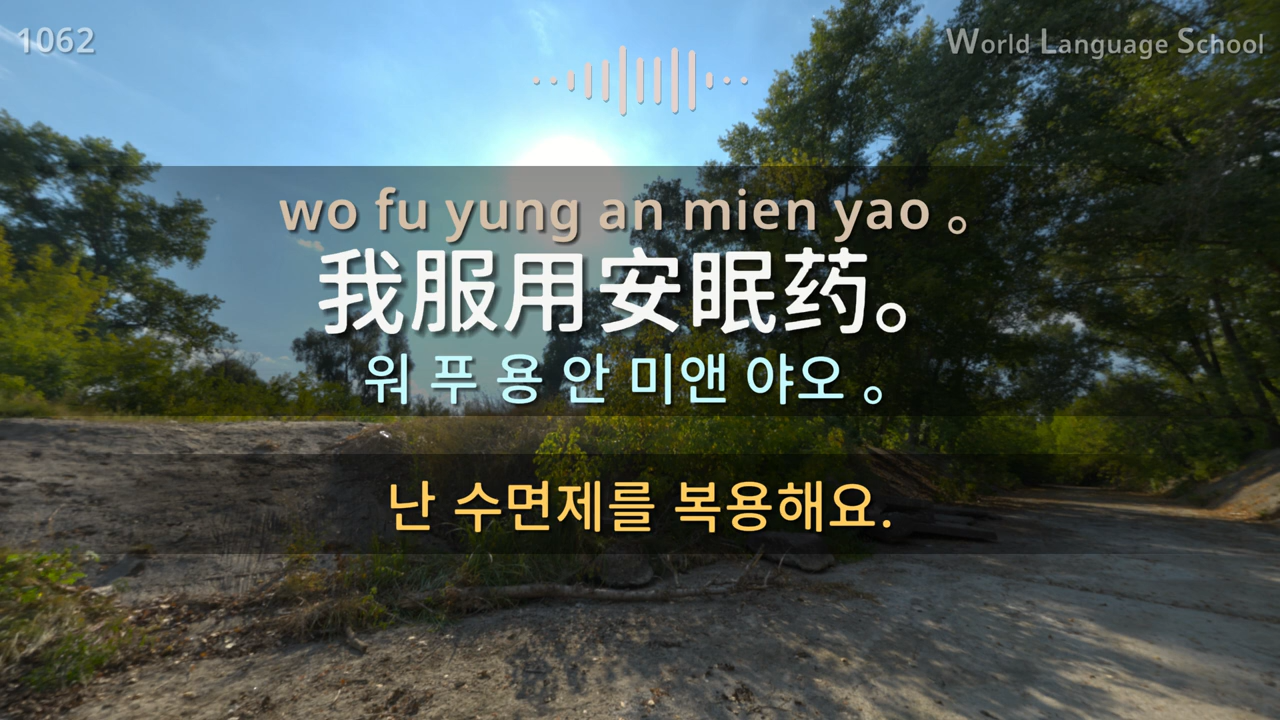 1062
World Language School
wo fu yung an mien yao 。
我服用安眠药。
워 푸 용 안 미앤 야오 。
난 수면제를 복용해요.